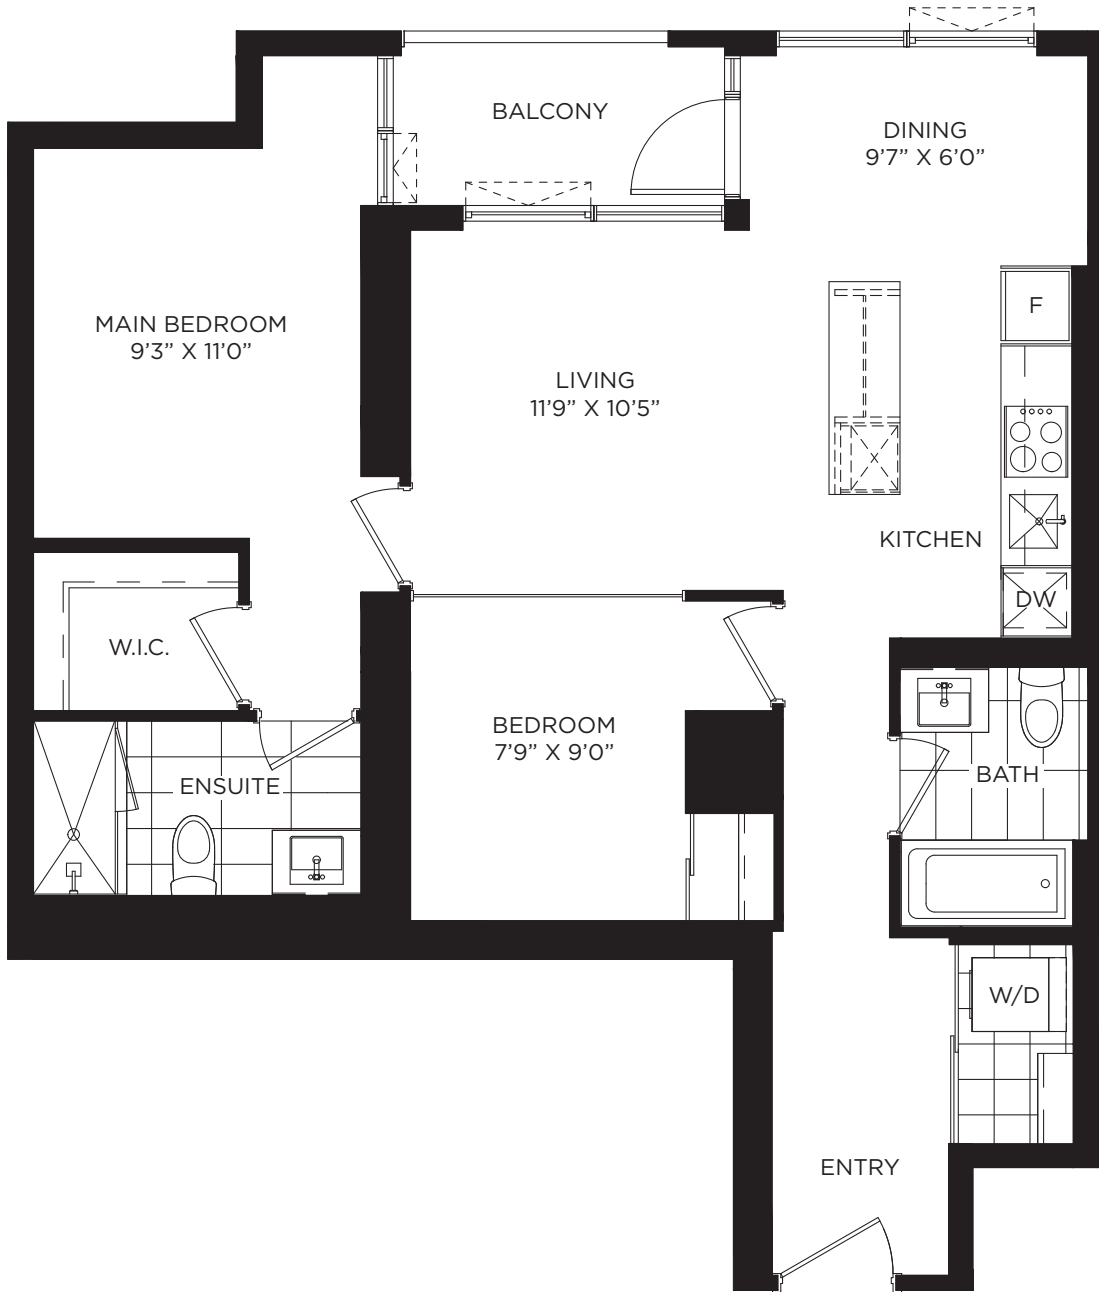 BALCONY
DINING
9’7” X 6’0”
MAIN BEDROOM
9’3” X 11’0”
F
LIVING
11’9” X 10’5”
KITCHEN
DW
W.I.C.
BEDROOM
7’9” X 9’0”
ENSUITE
BATH
W/D
ENTRY